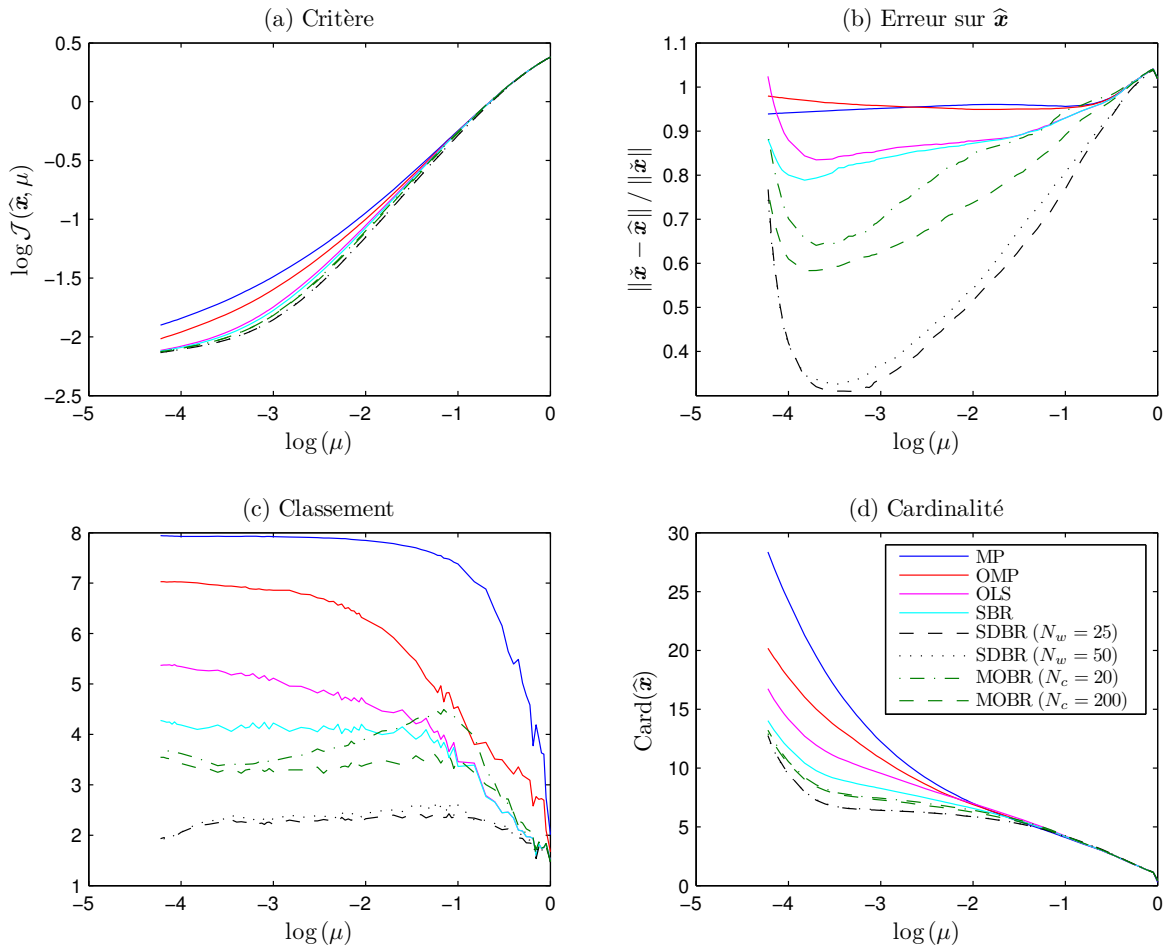 (a) Critère
0.5
0
−0.5
−1
−1.5
−2
−2.5
−5 −4 −3 −2 −1 0
log (μ)
log 𝒥(x̂, μ)
(b) Erreur sur x̂
1.1
1
0.9
0.8
0.7
0.6
0.5
0.4
−5 −4 −3 −2 −1 0
log (μ)
||x̌ − x̂|| / ||x̌||
(c) Classement
8
7
6
5
4
3
2
1
−5 −4 −3 −2 −1 0
log (μ)
(d) Cardinalité
30
25
20
15
10
5
0
−5 −4 −3 −2 −1 0
log (μ)
Card(x̂)
MP
OMP
OLS
SBR
SDBR (N_w = 25)
SDBR (N_w = 50)
MOBR (N_c = 20)
MOBR (N_c = 200)